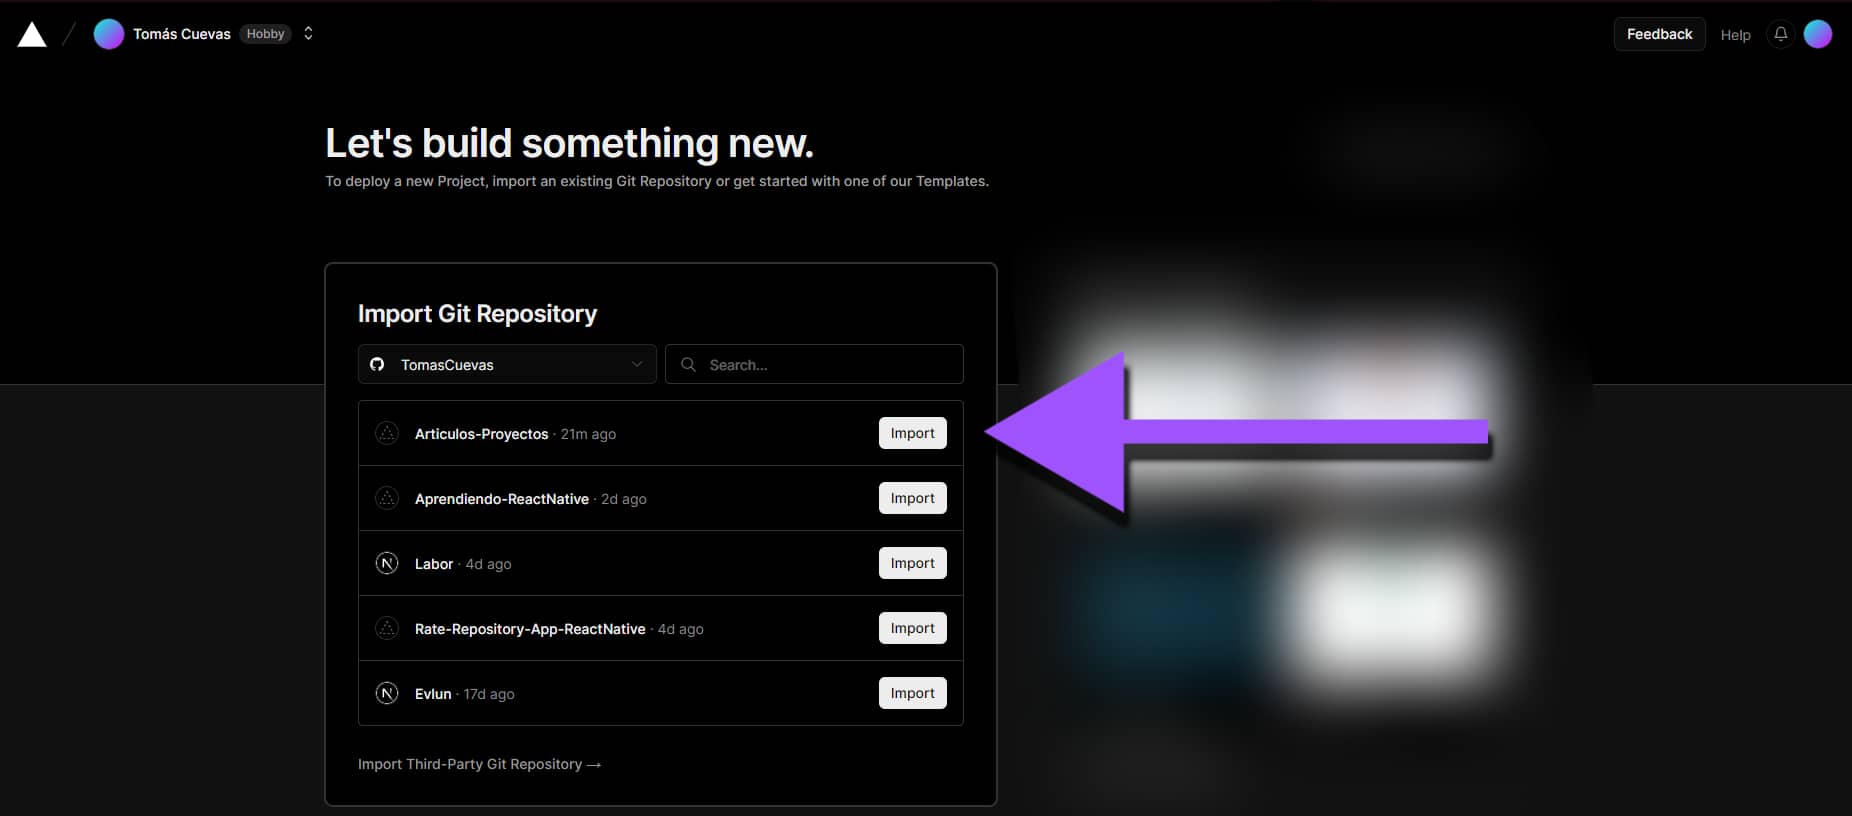 Tomás Cuevas Hobby
Feedback Help
Let's build something new.
To deploy a new Project, import an existing Git Repository or get started with one of our Templates.
Import Git Repository
TomasCuevas Search...
Articulos-Proyectos · 21m ago Import
Aprendiendo-ReactNative · 2d ago Import
Labor · 4d ago Import
Rate-Repository-App-ReactNative · 4d ago Import
Evlun · 17d ago Import
Import Third-Party Git Repository →